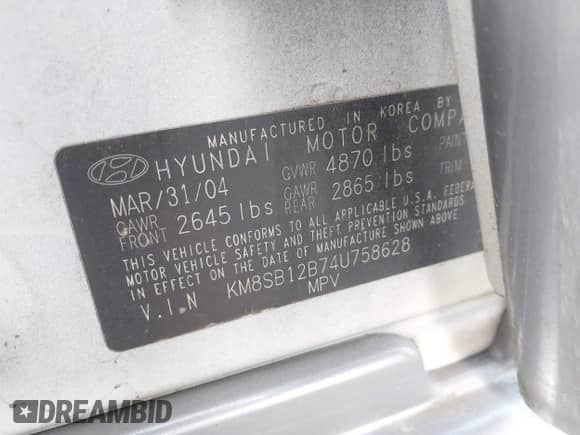 MANUFACTURED IN KOREA BY
HYUNDAI MOTOR COMPA
MAR/31/04 GVWR 4870 lbs PAINT
GAWR FRONT 2645 lbs GAWR REAR 2865 lbs TRIM
THIS VEHICLE CONFORMS TO ALL APPLICABLE U.S.A. FEDERA
MOTOR VEHICLE SAFETY AND THEFT PREVENTION STANDARDS
IN EFFECT ON THE DATE OF MANUFACTURE SHOWN ABOVE.
V.I.N KM8SB12B74U758628
MPV
DREAMBID